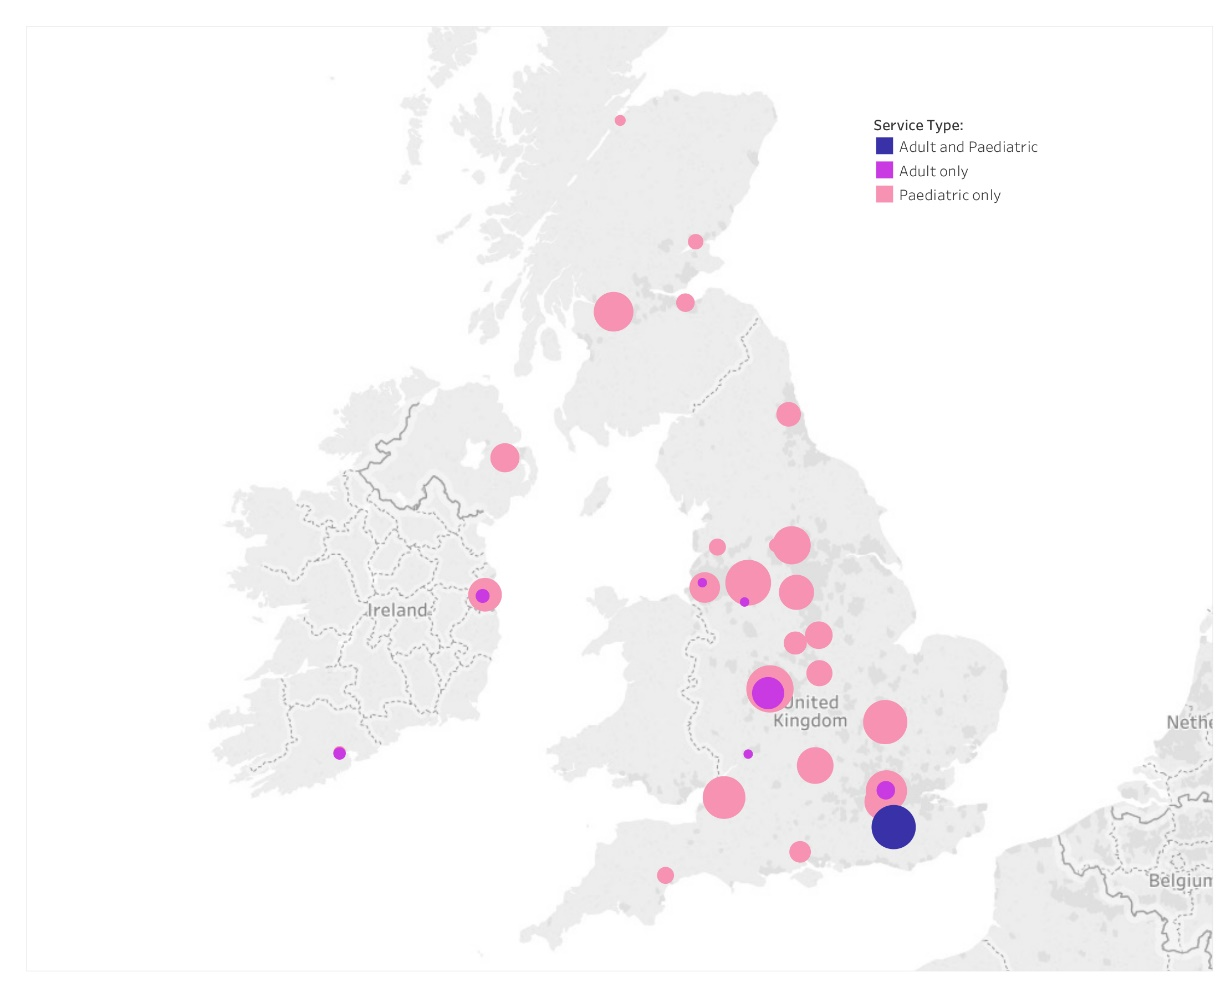 Service Type:
Adult and Paediatric
Adult only
Paediatric only
Ireland
United
Kingdom
Nethe
Belgium